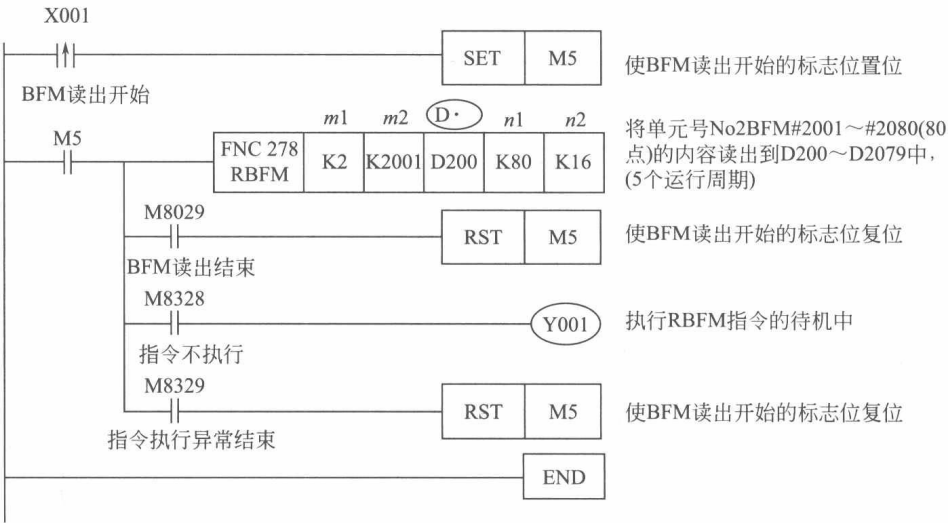 X001
SET M5 使BFM读出开始的标志位置位
BFM读出开始
m1 m2 D· n1 n2
M5
FNC 278 RBFM K2 K2001 D200 K80 K16
将单元号No2BFM#2001～#2080(80
点)的内容读出到D200～D2079中,
(5个运行周期)
M8029
RST M5 使BFM读出开始的标志位复位
BFM读出结束
M8328
Y001 执行RBFM指令的待机中
指令不执行
M8329
RST M5 使BFM读出开始的标志位复位
指令执行异常结束
END